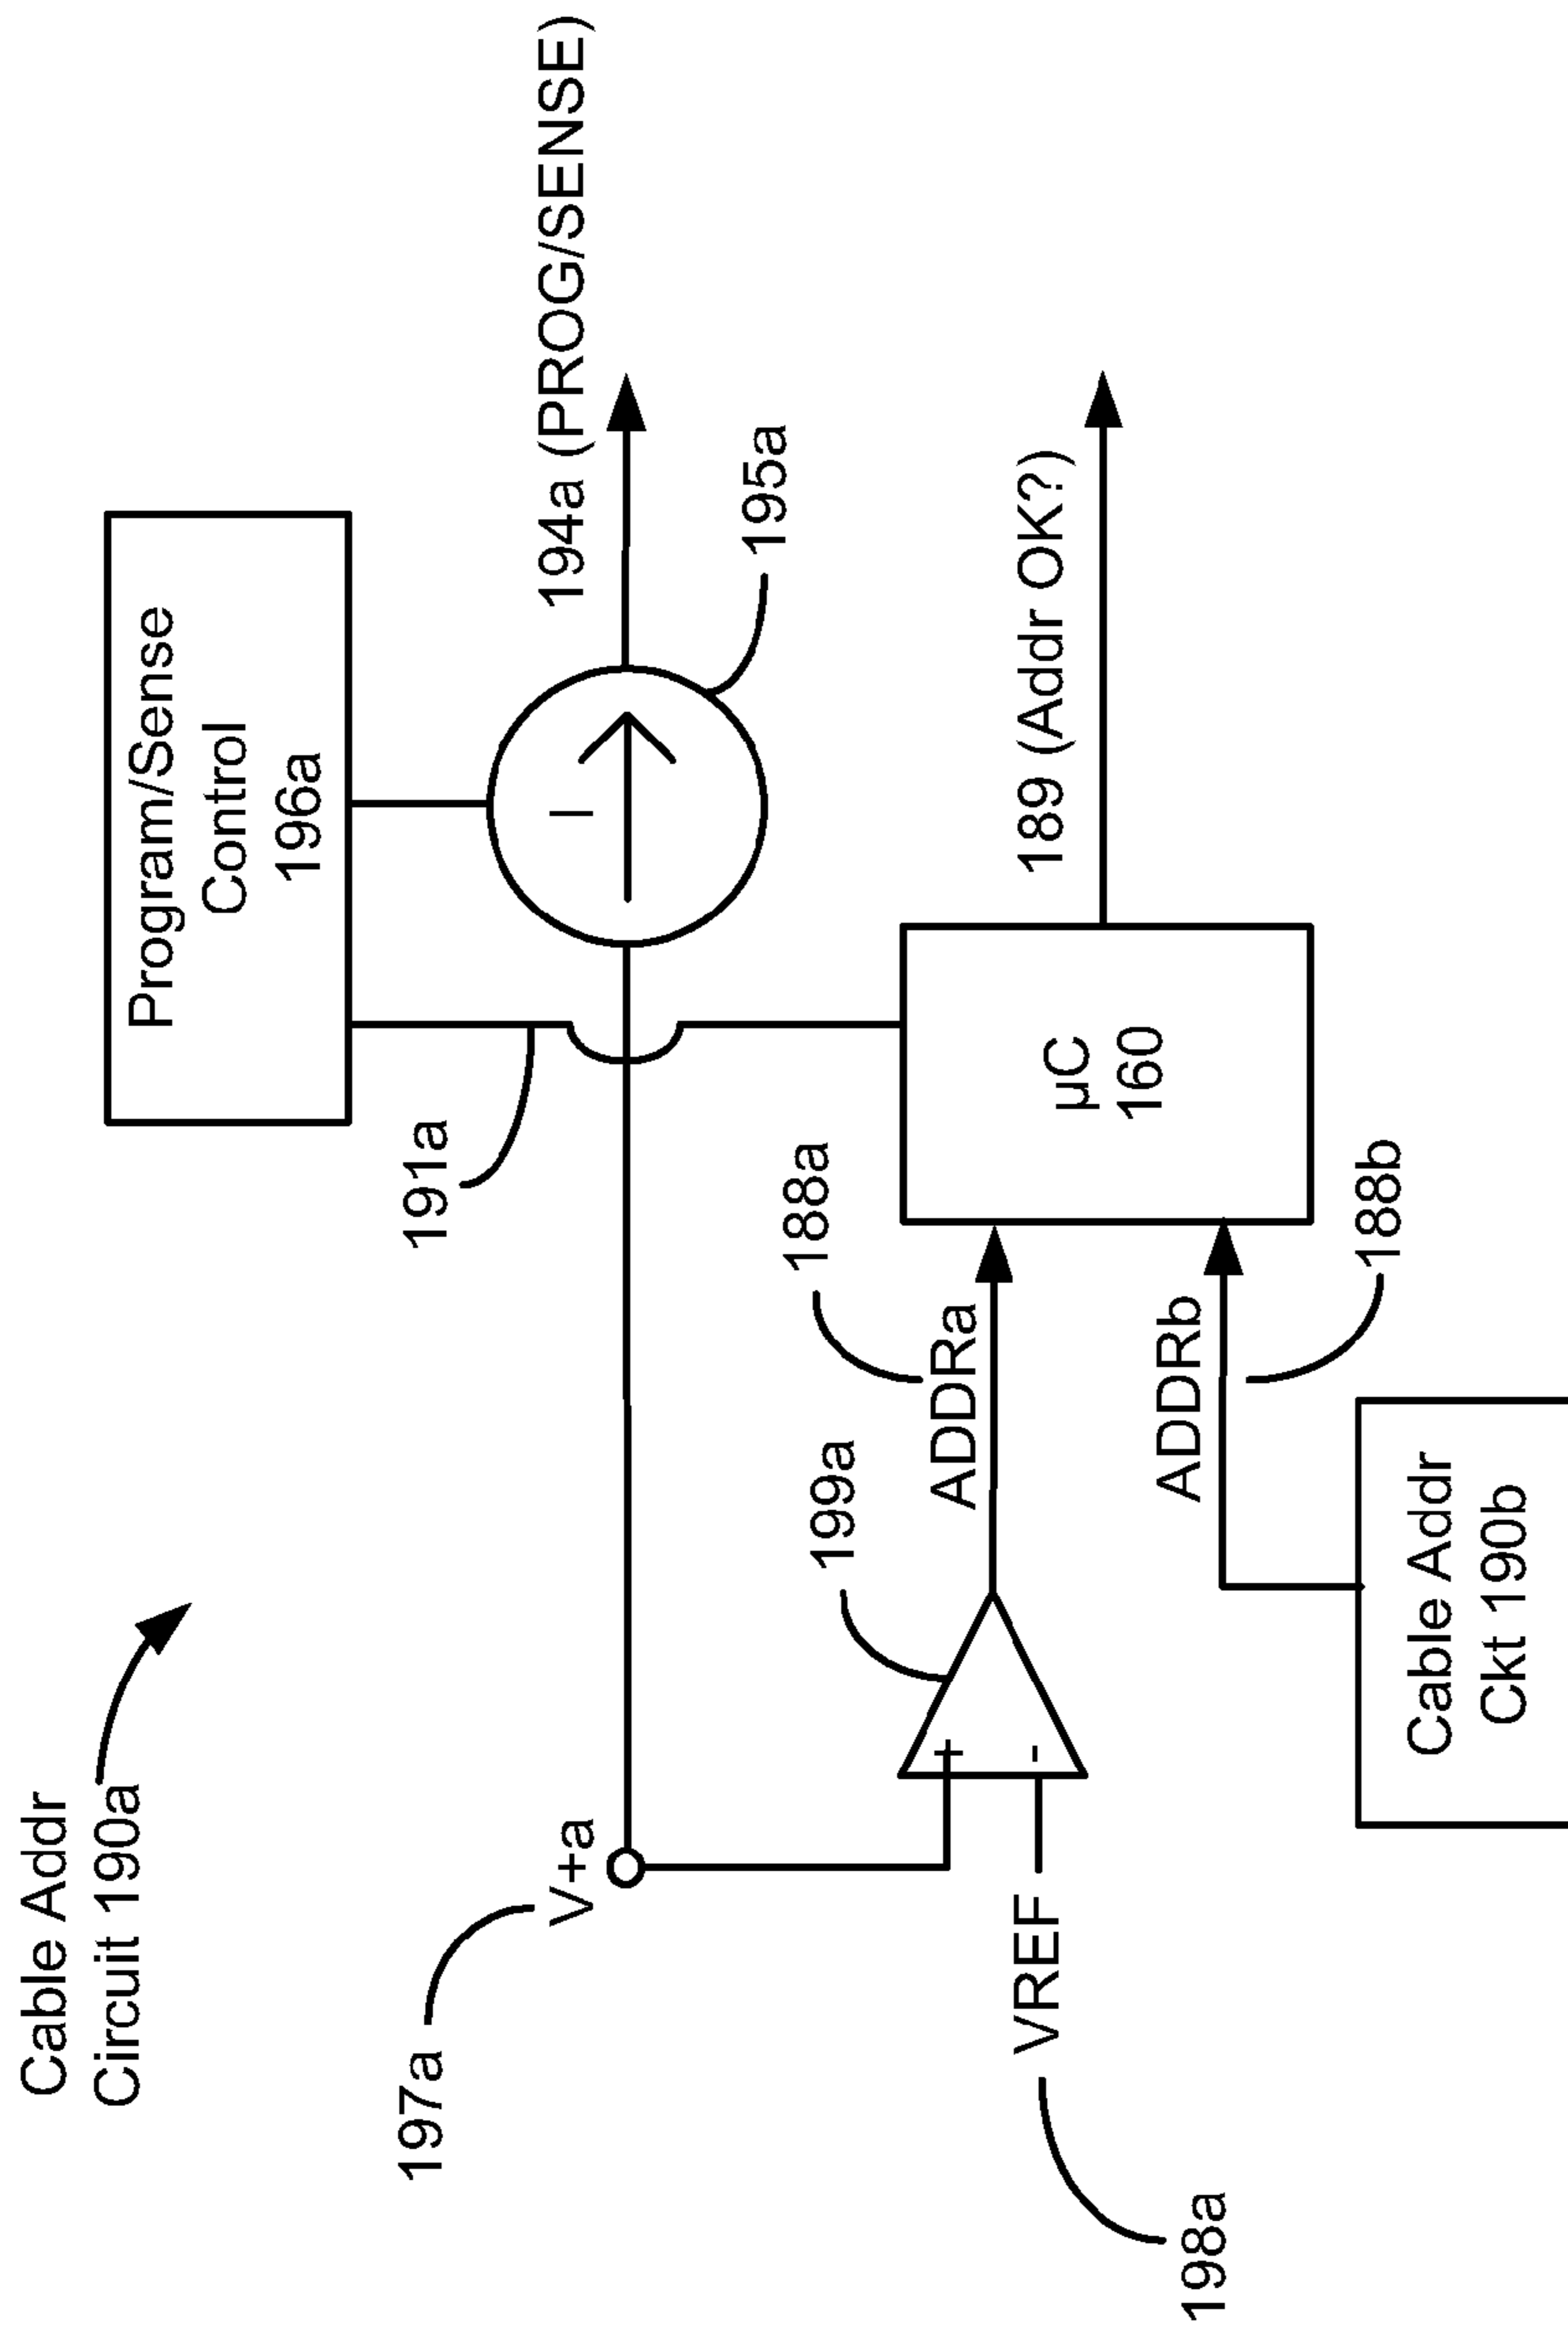 Cable Addr
Circuit 190a
Program/Sense
Control
196a
194a (PROG/SENSE)
I
195a
191a
V+a
197a
199a
+
-
VREF
198a
188a
ADDRa
µC
160
189 (Addr OK?)
ADDRb
188b
Cable Addr
Ckt 190b